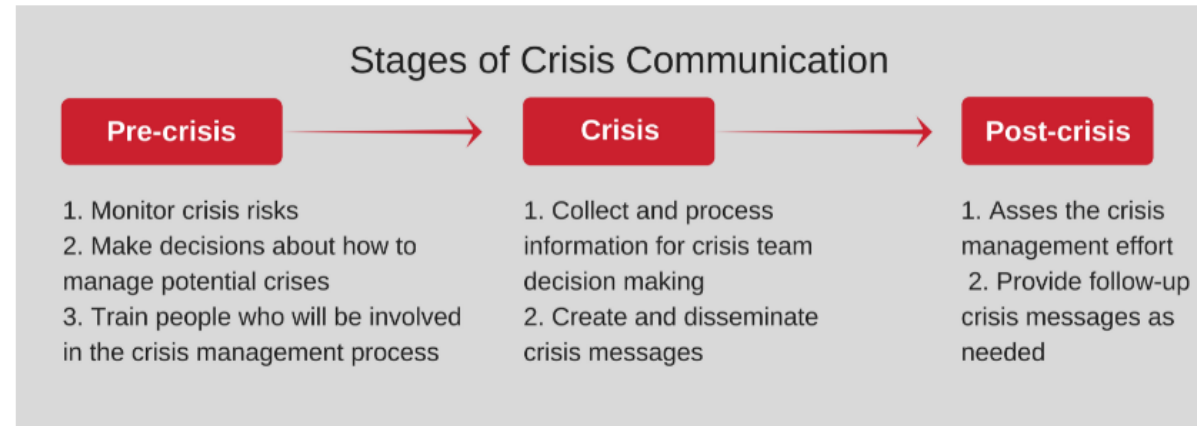 Stages of Crisis Communication
Pre-crisis
1. Monitor crisis risks
2. Make decisions about how to
manage potential crises
3. Train people who will be involved
in the crisis management process
Crisis
1. Collect and process
information for crisis team
decision making
2. Create and disseminate
crisis messages
Post-crisis
1. Asses the crisis
management effort
2. Provide follow-up
crisis messages as
needed